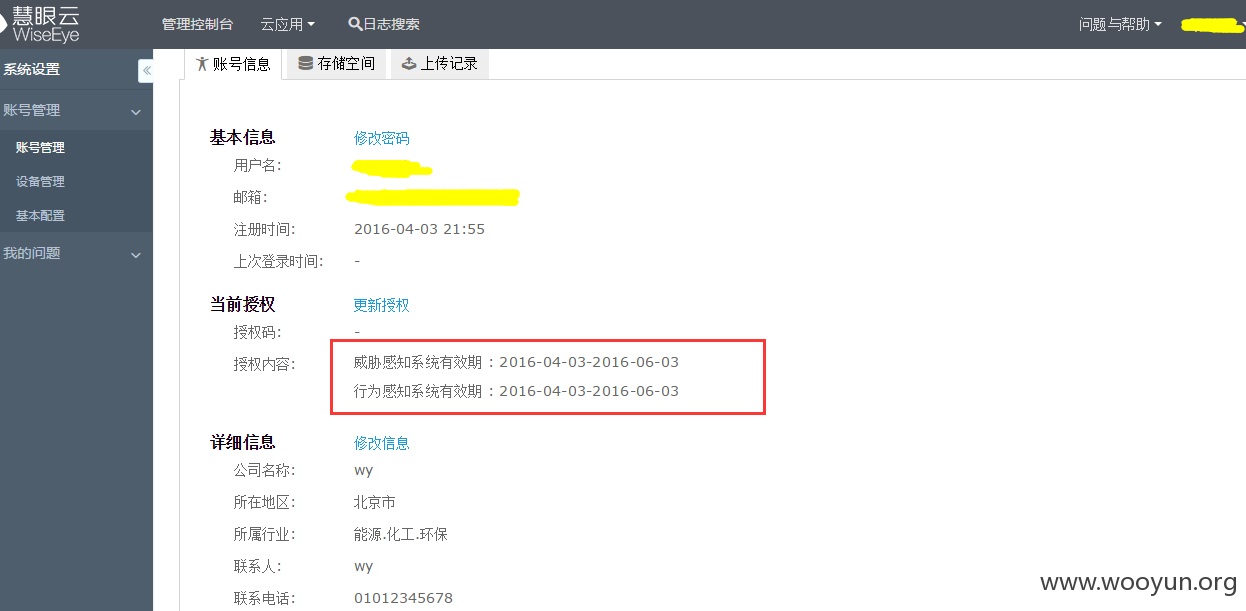 慧眼云
WiseEye
管理控制台 云应用 日志搜索 问题与帮助
系统设置
账号管理
账号管理
设备管理
基本配置
我的问题
账号信息 存储空间 上传记录
基本信息 修改密码
用户名:
邮箱:
注册时间: 2016-04-03 21:55
上次登录时间: -
当前授权 更新授权
授权码: -
授权内容: 威胁感知系统有效期 : 2016-04-03-2016-06-03
行为感知系统有效期 : 2016-04-03-2016-06-03
详细信息 修改信息
公司名称: wy
所在地区: 北京市
所属行业: 能源.化工.环保
联系人: wy
联系电话: 01012345678
www.wooyun.org